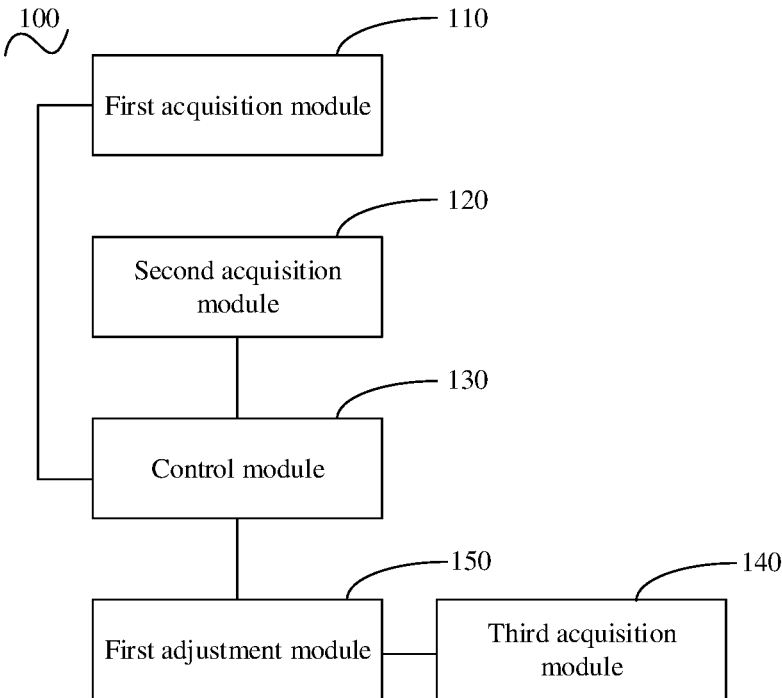 100
110
First acquisition module
120
Second acquisition
module
130
Control module
150
First adjustment module
140
Third acquisition
module